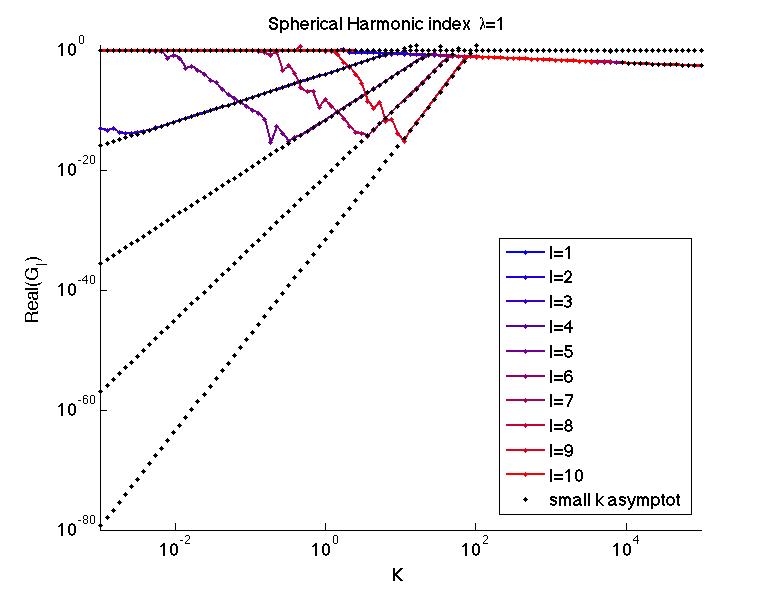 Spherical Harmonic index λ=1
10^0
10^-20
10^-40
10^-60
10^-80
Real(G_l)
l=1
l=2
l=3
l=4
l=5
l=6
l=7
l=8
l=9
l=10
small k asymptot
10^-2
10^0
10^2
10^4
K